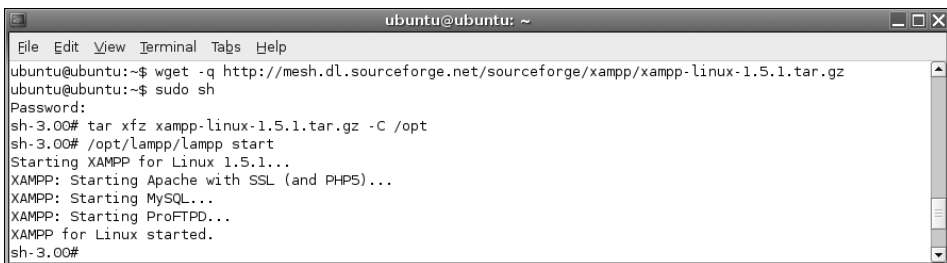 ubuntu@ubuntu: ~
File Edit View Terminal Tabs Help
ubuntu@ubuntu:~$ wget -q http://mesh.dl.sourceforge.net/sourceforge/xampp/xampp-linux-1.5.1.tar.gz
ubuntu@ubuntu:~$ sudo sh
Password:
sh-3.00# tar xfz xampp-linux-1.5.1.tar.gz -C /opt
sh-3.00# /opt/lampp/lampp start
Starting XAMPP for Linux 1.5.1...
XAMPP: Starting Apache with SSL (and PHP5)...
XAMPP: Starting MySQL...
XAMPP: Starting ProFTPD...
XAMPP for Linux started.
sh-3.00#